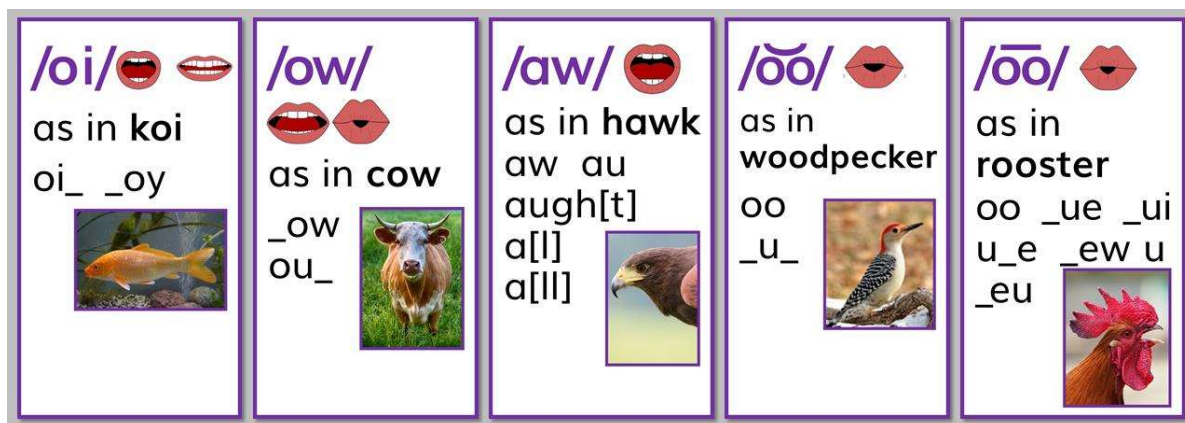 /oi/
as in koi
oi_ _oy
/ow/
as in cow
_ow
ou_
/aw/
as in hawk
aw au
augh[t]
a[l]
a[ll]
/o͝o/
as in
woodpecker
oo
_u_
/o͞o/
as in
rooster
oo _ue _ui
u_e _ew u
_eu